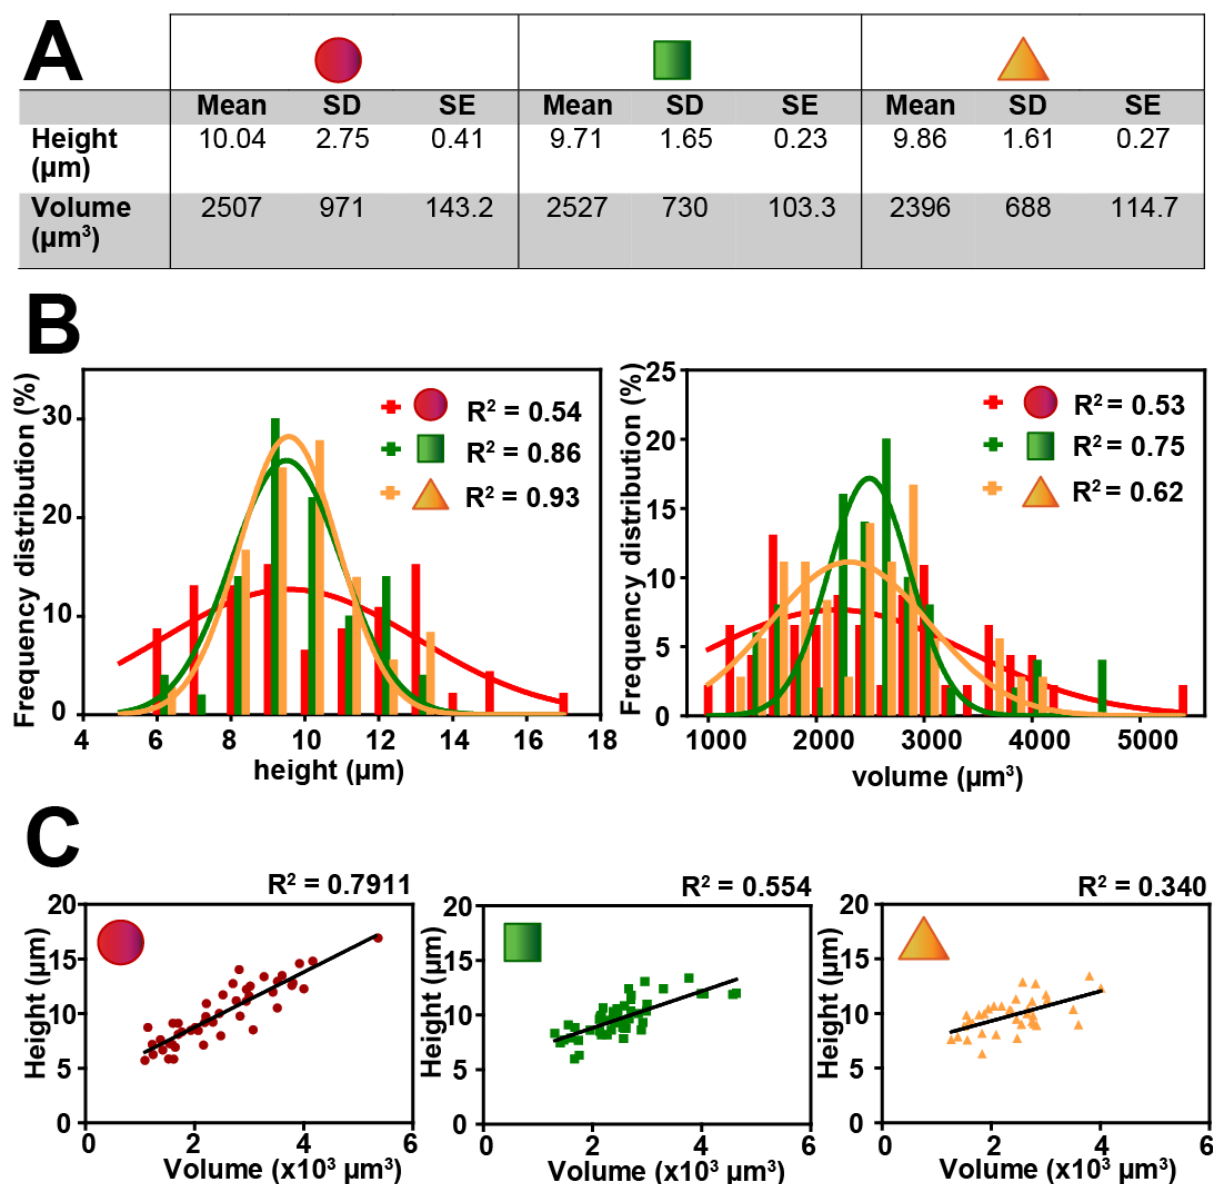 A
Mean SD SE Mean SD SE Mean SD SE
Height (µm) 10.04 2.75 0.41 9.71 1.65 0.23 9.86 1.61 0.27
Volume (µm³) 2507 971 143.2 2527 730 103.3 2396 688 114.7
B
Frequency distribution (%)
30
20
10
0
4 6 8 10 12 14 16 18
height (µm)
R² = 0.54
R² = 0.86
R² = 0.93
Frequency distribution (%)
25
20
15
10
5
0
1000 2000 3000 4000 5000
volume (µm³)
R² = 0.53
R² = 0.75
R² = 0.62
C
R² = 0.7911
Height (µm)
20
15
10
5
0
0 2 4 6
Volume (x10³ µm³)
R² = 0.554
Height (µm)
20
15
10
5
0
0 2 4 6
Volume (x10³ µm³)
R² = 0.340
Height (µm)
20
15
10
5
0
0 2 4 6
Volume (x10³ µm³)